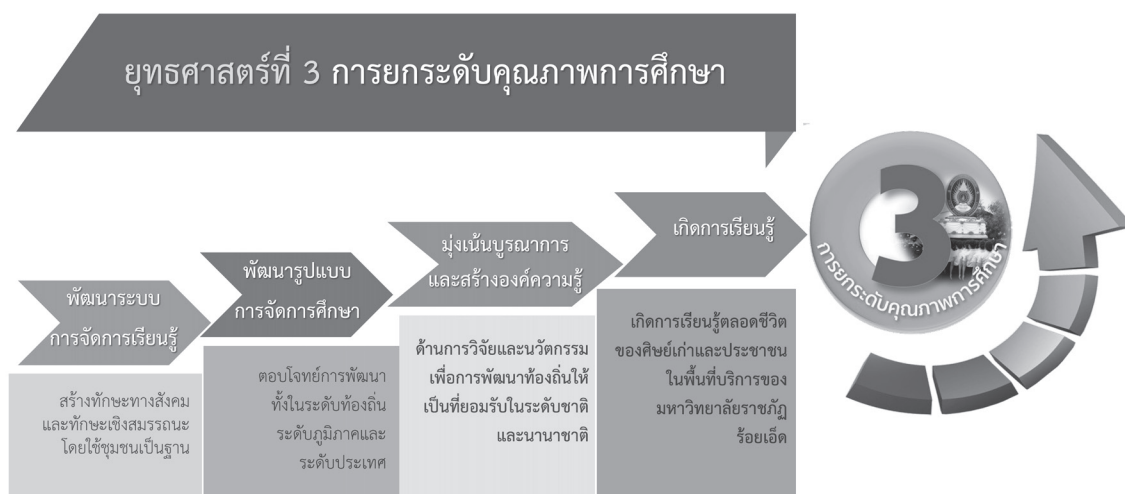 ยุทธศาสตร์ที่ 3 การยกระดับคุณภาพการศึกษา
พัฒนาระบบ
การจัดการเรียนรู้
สร้างทักษะทางสังคม
และทักษะเชิงสมรรถนะ
โดยใช้ชุมชนเป็นฐาน
พัฒนารูปแบบ
การจัดการศึกษา
ตอบโจทย์การพัฒนา
ทั้งในระดับท้องถิ่น
ระดับภูมิภาคและ
ระดับประเทศ
มุ่งเน้นบูรณาการ
และสร้างองค์ความรู้
ด้านการวิจัยและนวัตกรรม
เพื่อการพัฒนาท้องถิ่นให้
เป็นที่ยอมรับในระดับชาติ
และนานาชาติ
เกิดการเรียนรู้
เกิดการเรียนรู้ตลอดชีวิต
ของศิษย์เก่าและประชาชน
ในพื้นที่บริการของ
มหาวิทยาลัยราชภัฏ
ร้อยเอ็ด
3
การยกระดับคุณภาพการศึกษา